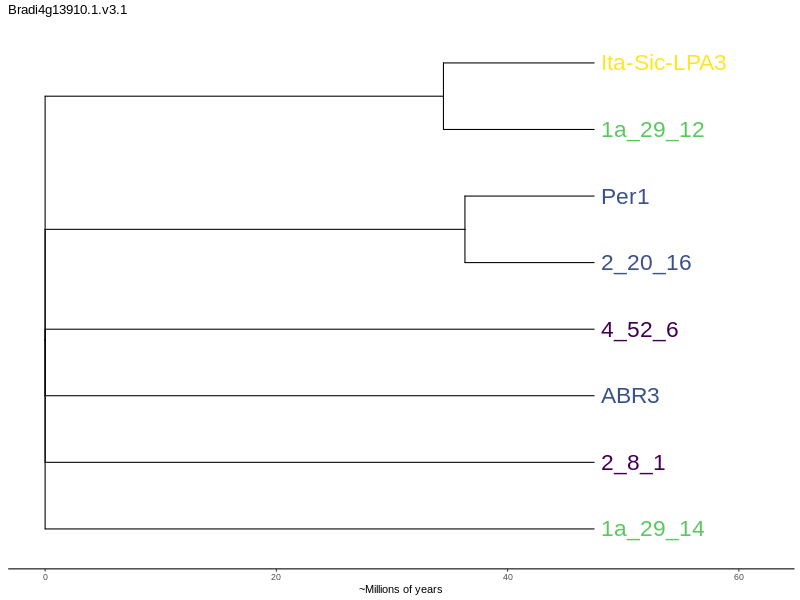 Bradi4g13910.1.v3.1
Ita-Sic-LPA3
1a_29_12
Per1
2_20_16
4_52_6
ABR3
2_8_1
1a_29_14
0 20 40 60
~Millions of years